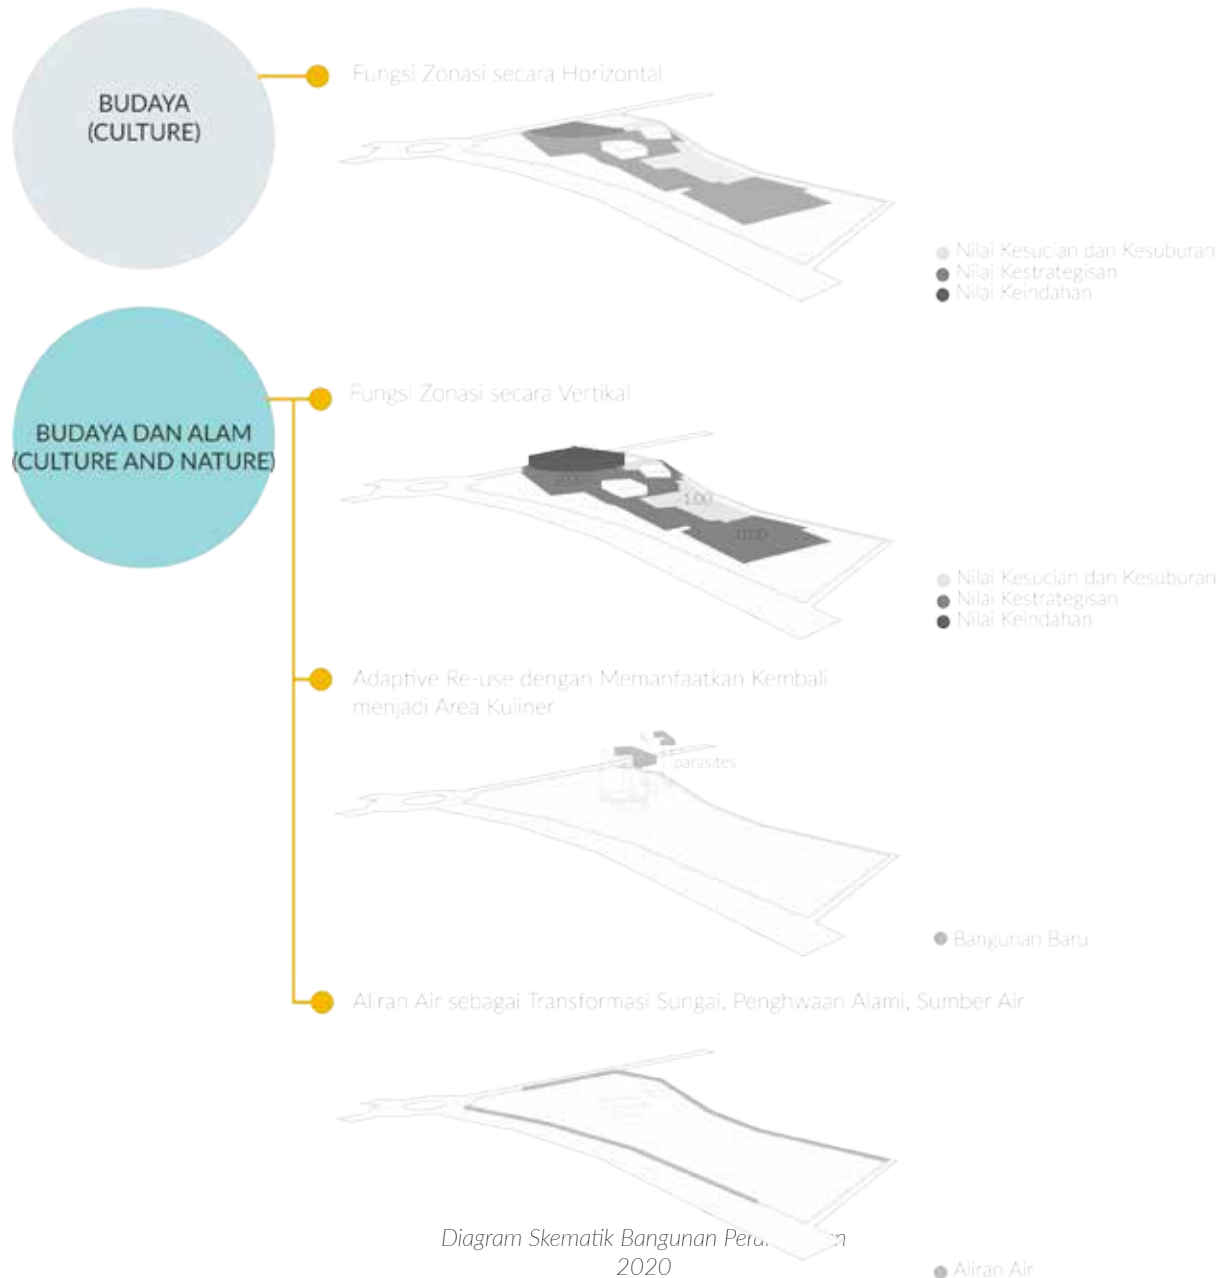 BUDAYA
(CULTURE)
Fungsi Zonasi secara Horizontal
Nilai Kesucian dan Kesuburan
Nilai Kestrategisan
Nilai Keindahan
BUDAYA DAN ALAM
(CULTURE AND NATURE)
Fungsi Zonasi secara Vertikal
-1.00
0.00
Nilai Kesucian dan Kesuburan
Nilai Kestrategisan
Nilai Keindahan
Adaptive Re-use dengan Memanfaatkan Kembali
menjadi Area Kuliner
parasites
Bangunan Baru
Aliran Air sebagai Transformasi Sungai, Penghwaan Alami, Sumber Air
Diagram Skematik Bangunan
2020
Aliran Air